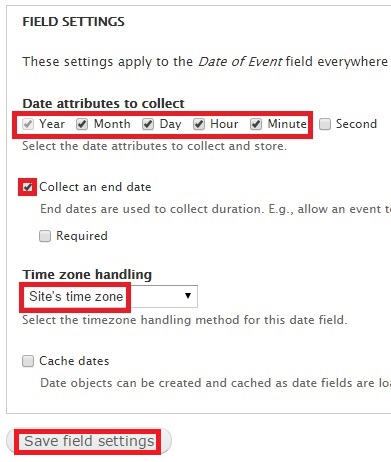 FIELD SETTINGS
These settings apply to the Date of Event field everywhere
Date attributes to collect
Year Month Day Hour Minute Second
Select the date attributes to collect and store.
Collect an end date
End dates are used to collect duration. E.g., allow an event
Required
Time zone handling
Site's time zone
Select the timezone handling method for this date field.
Cache dates
Date objects can be created and cached as date fields are
Save field settings